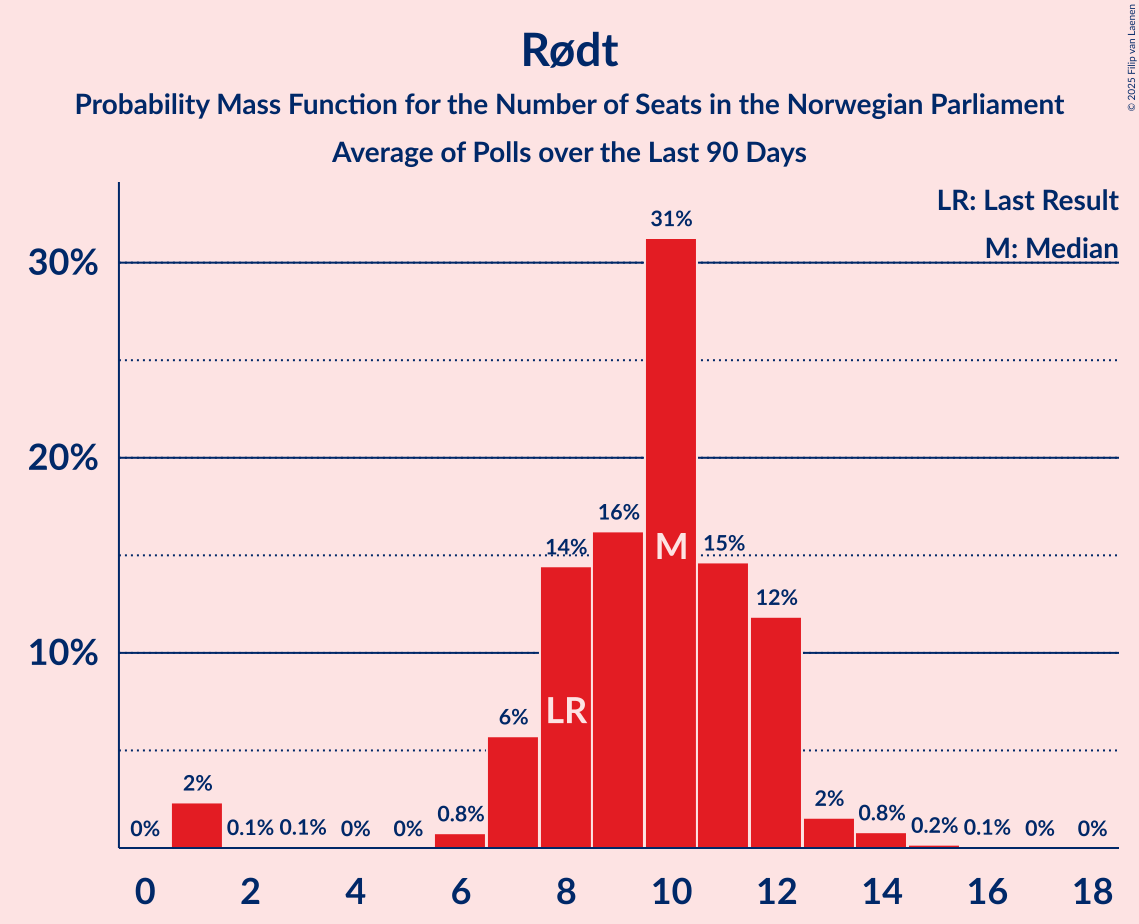 © 2025 Filip van Laenen
Rødt
Probability Mass Function for the Number of Seats in the Norwegian Parliament
Average of Polls over the Last 90 Days
LR: Last Result
M: Median
30%
20%
10%
0%
2%
0.1%
0.1%
0%
0%
0.8%
6%
14%
16%
31%
15%
12%
2%
0.8%
0.2%
0.1%
0%
0%
LR
M
0 2 4 6 8 10 12 14 16 18